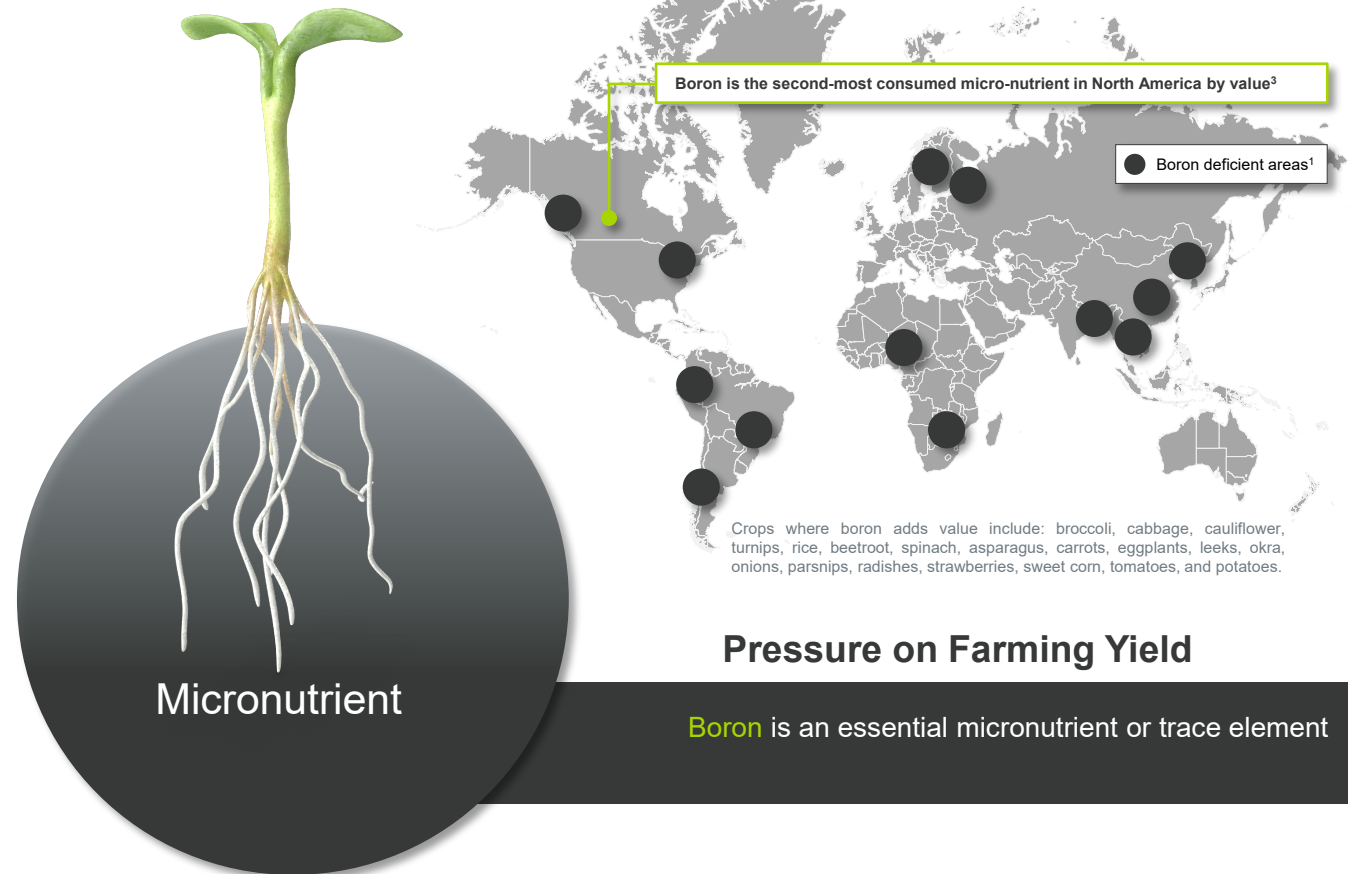 Boron is the second-most consumed micro-nutrient in North America by value³
Boron deficient areas¹
Crops where boron adds value include: broccoli, cabbage, cauliflower,
turnips, rice, beetroot, spinach, asparagus, carrots, eggplants, leeks, okra,
onions, parsnips, radishes, strawberries, sweet corn, tomatoes, and potatoes.
Pressure on Farming Yield
Micronutrient
Boron is an essential micronutrient or trace element